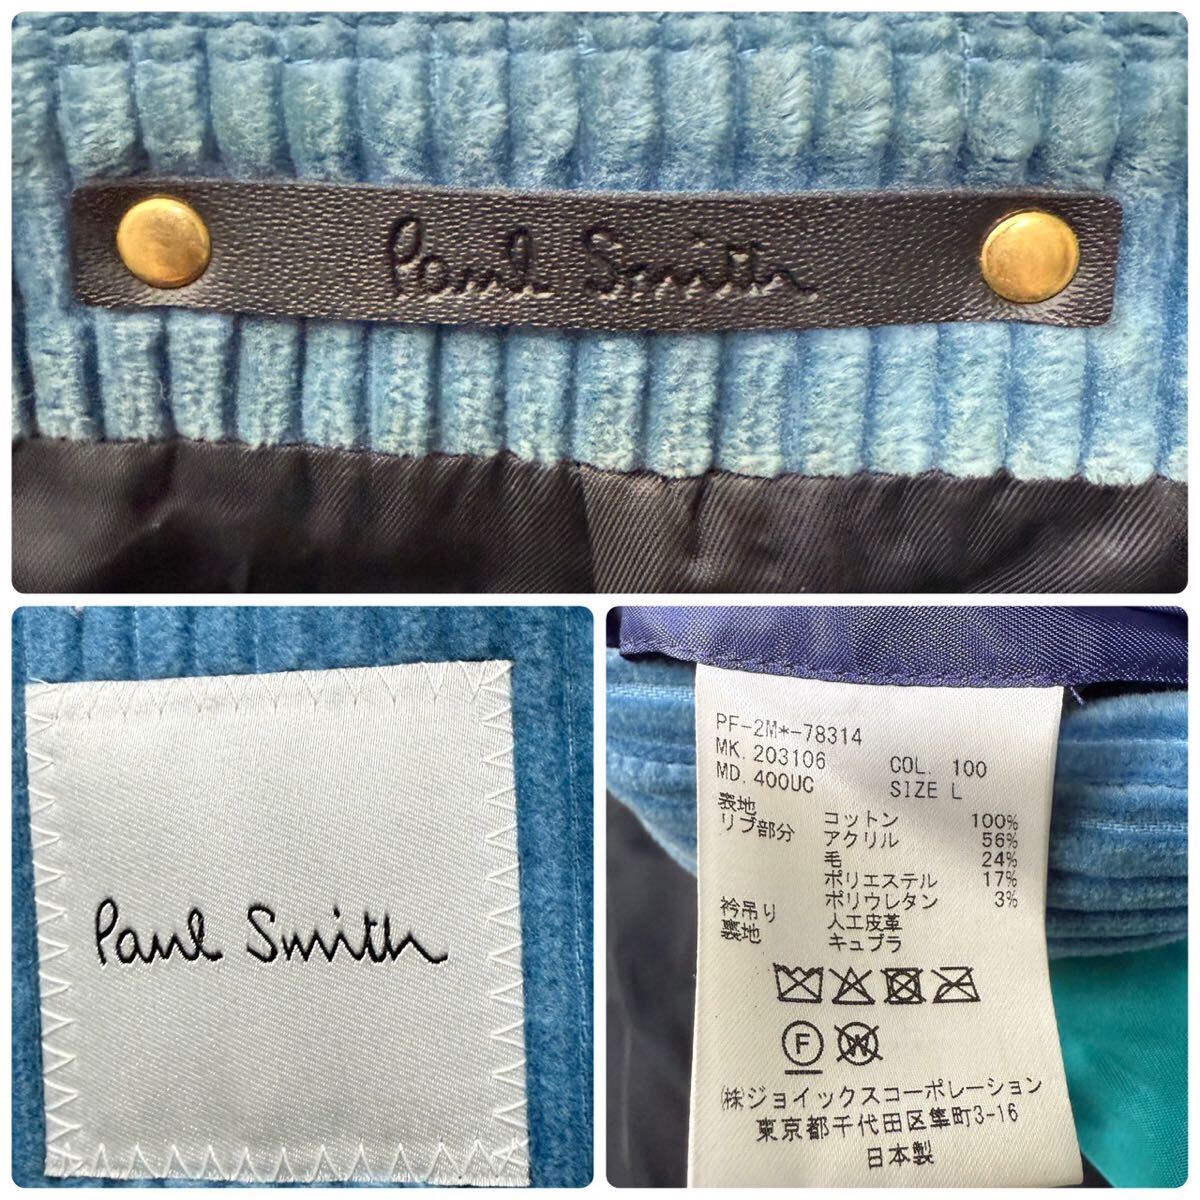 Paul Smith
Paul Smith
PF-2M*-78314
MK. 203106
MD. 400UC
COL. 100
SIZE L
表地 コットン 100%
リブ部分 アクリル 56%
毛 24%
ポリエステル 17%
ポリウレタン 3%
衿吊り 人工皮革
裏地 キュプラ
F
W
㈱ジョイックスコーポレーション
東京都千代田区隼町3-16
日本製